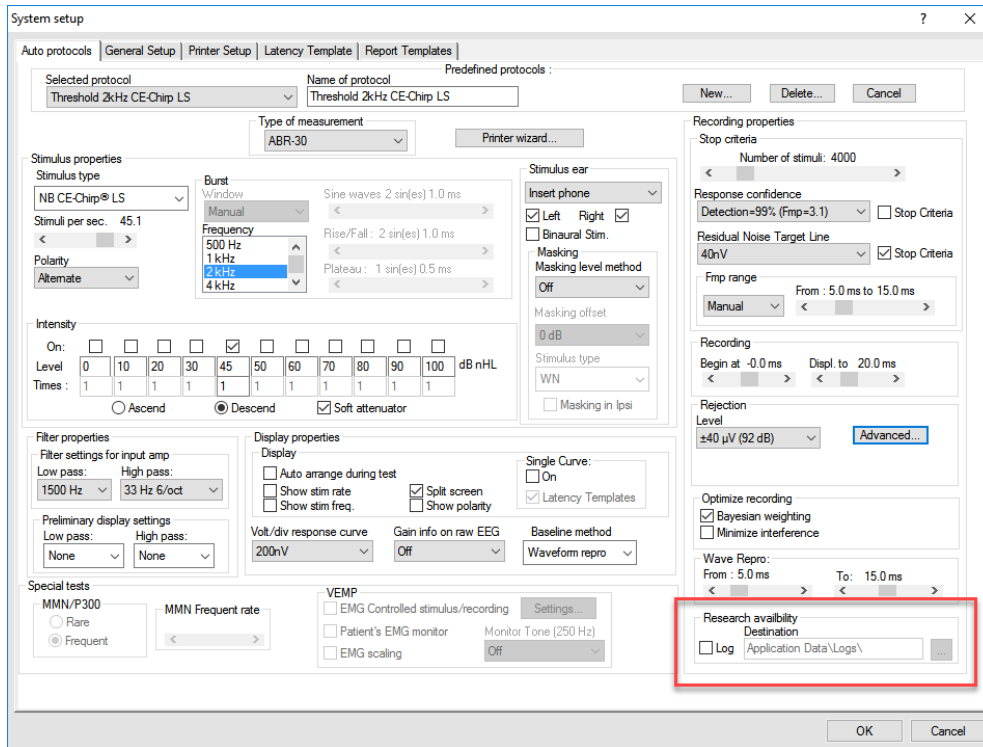 System setup
? X
Auto protocols General Setup Printer Setup Latency Template Report Templates
Predefined protocols :
Selected protocol
Threshold 2kHz CE-Chirp LS
Name of protocol
Threshold 2kHz CE-Chirp LS
New... Delete... Cancel
Type of measurement
ABR-30
Printer wizard...
Stimulus properties
Stimulus type
NB CE-Chirp® LS
Stimuli per sec. 45.1
Polarity
Alternate
Burst
Window
Manual
Frequency
500 Hz
1 kHz
2 kHz
4 kHz
Sine waves 2 sin(es) 1.0 ms
Rise/Fall : 2 sin(es) 1.0 ms
Plateau : 1 sin(es) 0.5 ms
Stimulus ear
Insert phone
Left Right
Binaural Stim.
Masking
Masking level method
Off
Masking offset
0 dB
Stimulus type
WN
Masking in Ipsi
Intensity
On:
Level 0 10 20 30 45 50 60 70 80 90 100 dB nHL
Times : 1 1 1 1 1 1 1 1 1 1 1
Ascend Descend Soft attenuator
Filter properties
Filter settings for input amp
Low pass: High pass:
1500 Hz 33 Hz 6/oct
Preliminary display settings
Low pass: High pass:
None None
Display properties
Display
Auto arrange during test
Show stim rate Split screen
Show stim freq. Show polarity
Single Curve:
On
Latency Templates
Volt/div response curve Gain info on raw EEG Baseline method
200nV Off Waveform repro
Special tests
MMN/P300
Rare
Frequent
MMN Frequent rate
VEMP
EMG Controlled stimulus/recording Settings...
Patient's EMG monitor Monitor Tone (250 Hz)
EMG scaling Off
Recording properties
Stop criteria
Number of stimuli: 4000
Response confidence
Detection=99% (Fmp=3.1) Stop Criteria
Residual Noise Target Line
40nV Stop Criteria
Fmp range
From : 5.0 ms to 15.0 ms
Manual
Recording
Begin at -0.0 ms Displ. to 20.0 ms
Rejection
Level
±40 µV (92 dB) Advanced...
Optimize recording
Bayesian weighting
Minimize interference
Wave Repro:
From : 5.0 ms To: 15.0 ms
Research availbility
Destination
Log Application Data\Logs\ ...
OK Cancel